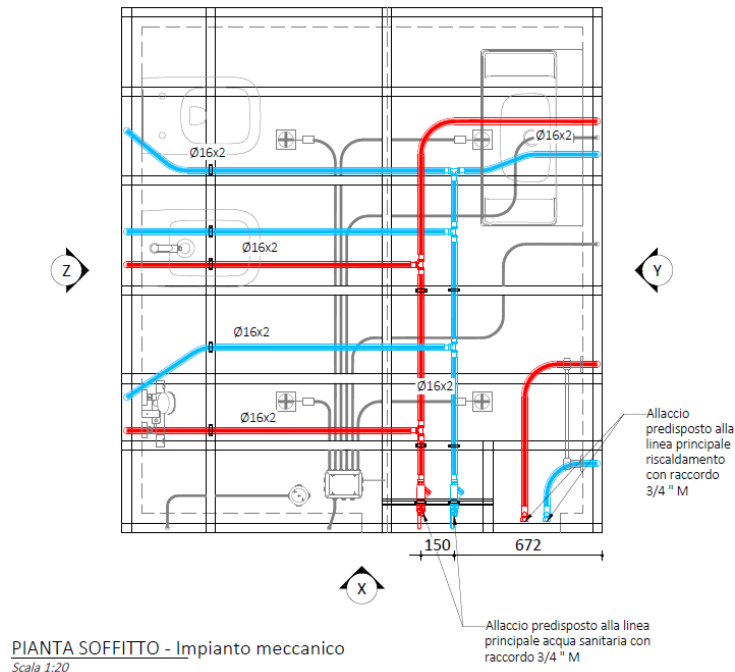 Ø16x2
Ø16x2
Ø16x2
Z
Y
Ø16x2
Ø16x2
Ø16x2
Allaccio
predisposto alla
linea principale
riscaldamento
con raccordo
3/4 " M
150
672
X
Allaccio predisposto alla linea
principale acqua sanitaria con
raccordo 3/4 " M
PIANTA SOFFITTO - Impianto meccanico
Scala 1:20